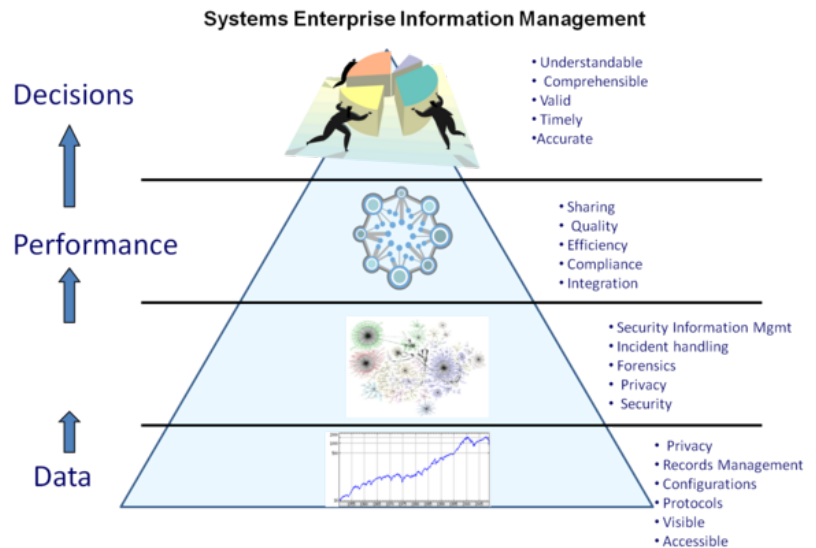 Systems Enterprise Information Management
Decisions
• Understandable
• Comprehensible
• Valid
• Timely
•Accurate
Performance
• Sharing
• Quality
• Efficiency
• Compliance
• Integration
• Security Information Mgmt
• Incident handling
• Forensics
• Privacy
• Security
Data
• Privacy
• Records Management
• Configurations
• Protocols
• Visible
• Accessible